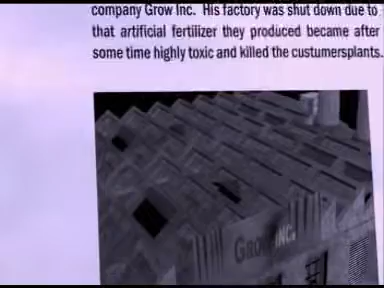 company Grow Inc. His factory was shut down due to
that artificial fertilizer they produced became after
some time highly toxic and killed the custumersplants.
GROW INC.